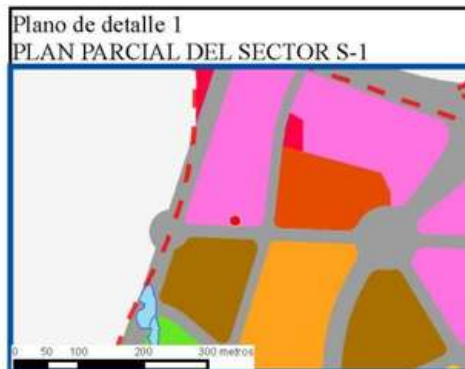 Plano de detalle 1
PLAN PARCIAL DEL SECTOR S-1
0 50 100 200 300 metros